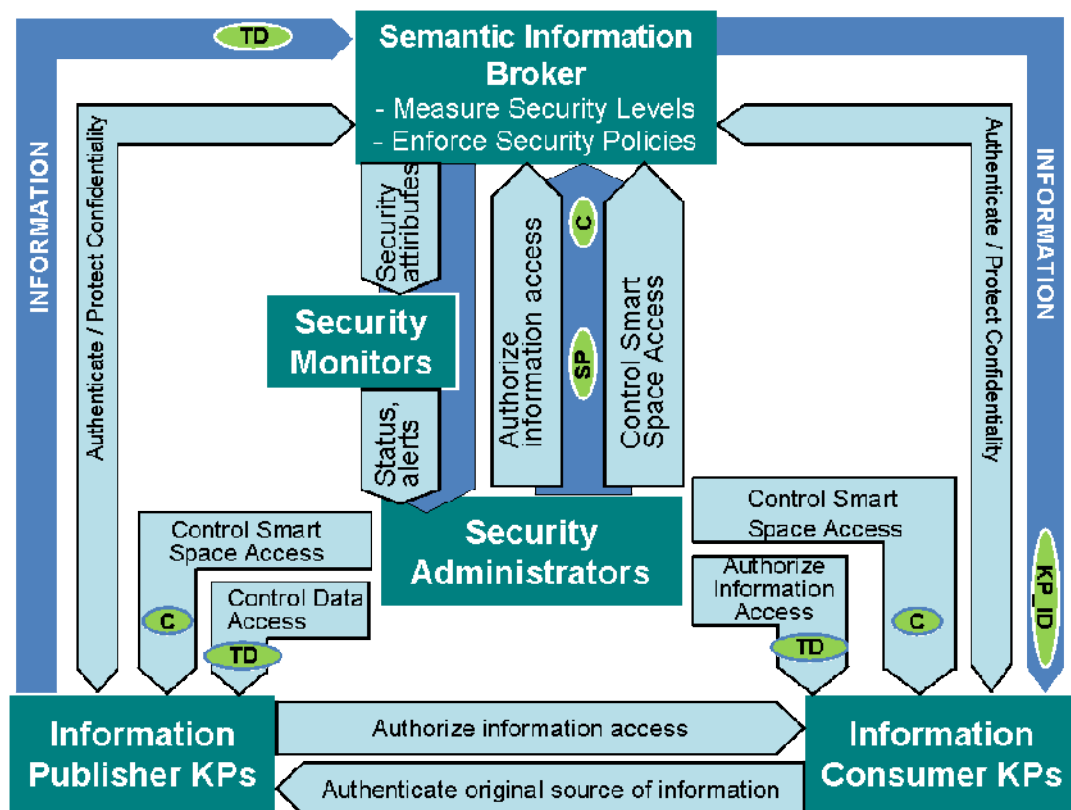 TD
Semantic Information
Broker
- Measure Security Levels
- Enforce Security Policies
INFORMATION
Authenticate / Protect Confidentiality
Authenticate / Protect Confidentiality
INFORMATION
Security
attiributes
Security
Monitors
Status,
alerts
Authorize
information access
C
SP
Control Smart
Space Access
Security
Administrators
Control Smart
Space Access
C
Control Data
Access
TD
Control Smart
Space Access
C
Authorize
Information
Access
TD
KP_ID
Information
Publisher KPs
Authorize information access
Authenticate original source of information
Information
Consumer KPs